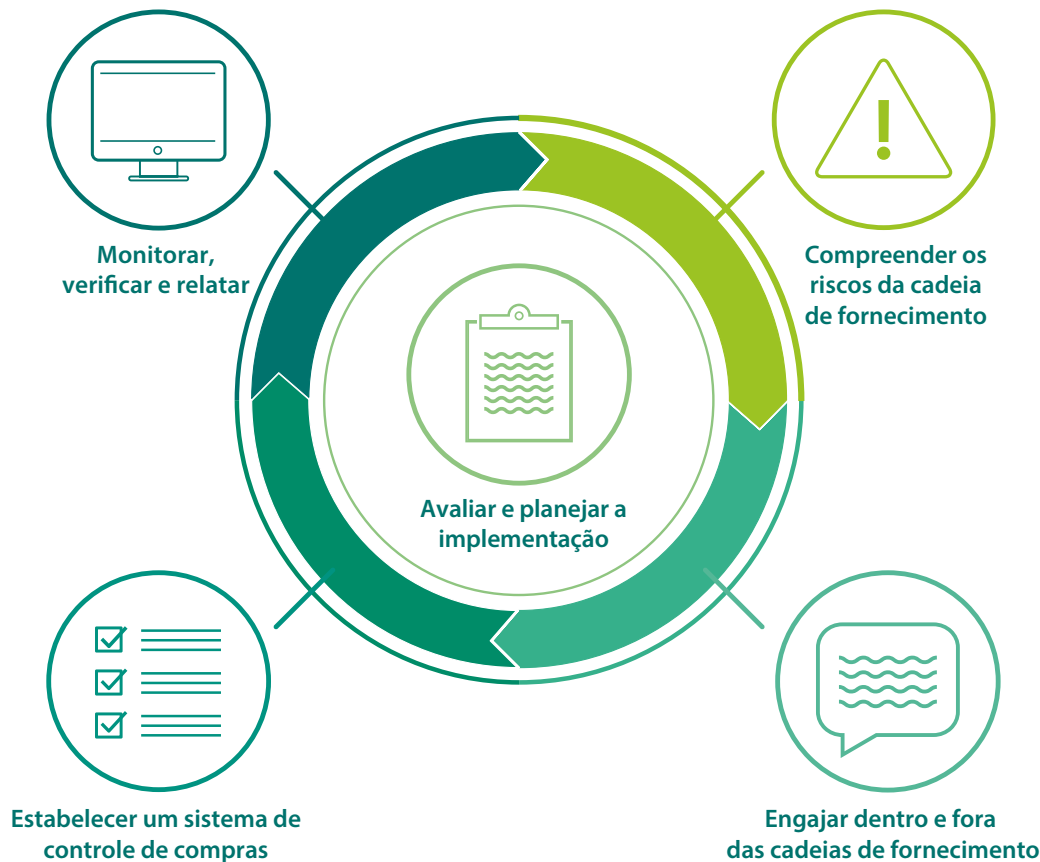 Monitorar,
verificar e relatar
Compreender os
riscos da cadeia
de fornecimento
Avaliar e planejar a
implementação
Estabelecer um sistema de
controle de compras
Engajar dentro e fora
das cadeias de fornecimento